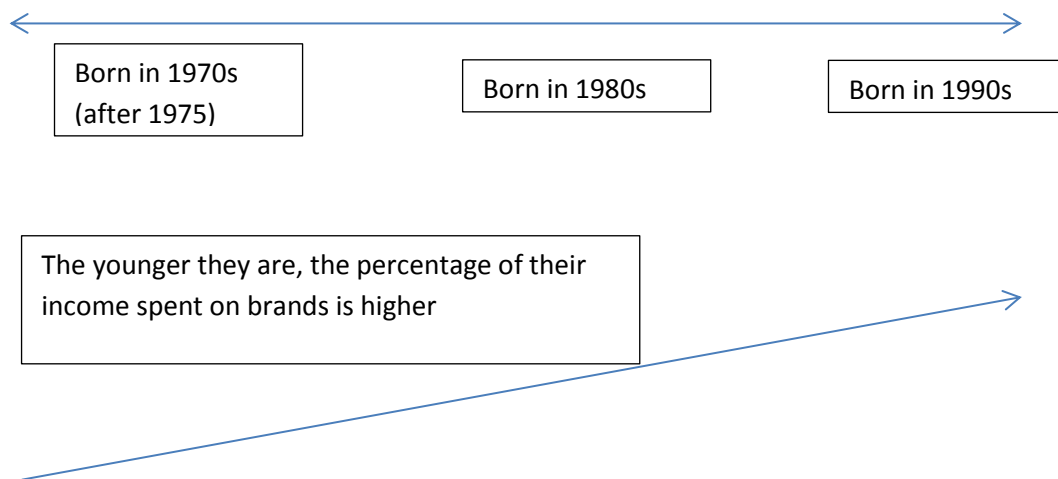 Born in 1970s
(after 1975)
Born in 1980s
Born in 1990s
The younger they are, the percentage of their
income spent on brands is higher